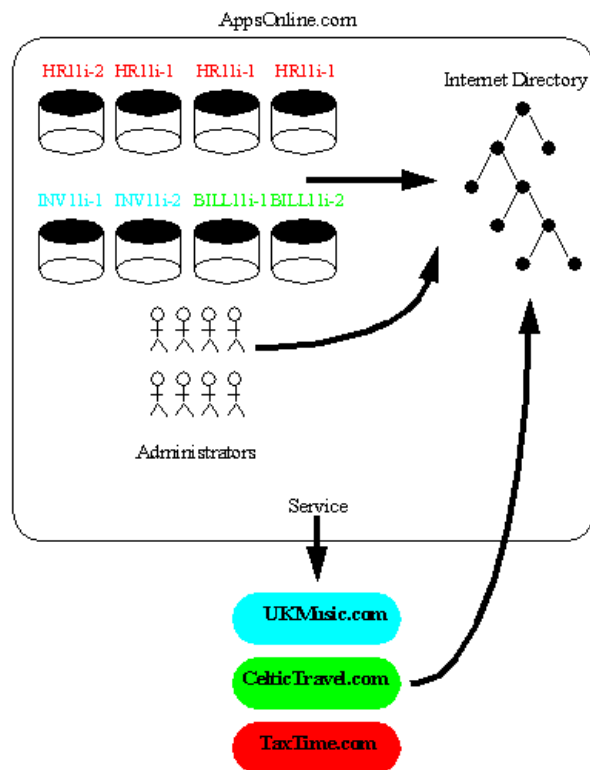 AppsOnline.com
HR11i-2 HR11i-1 HR11i-1 HR11i-1
Internet Directory
INV11i-1 INV11i-2 BILL11i-1 BILL11i-2
Administrators
Service
UKMusic.com
CelticTravel.com
TaxTime.com